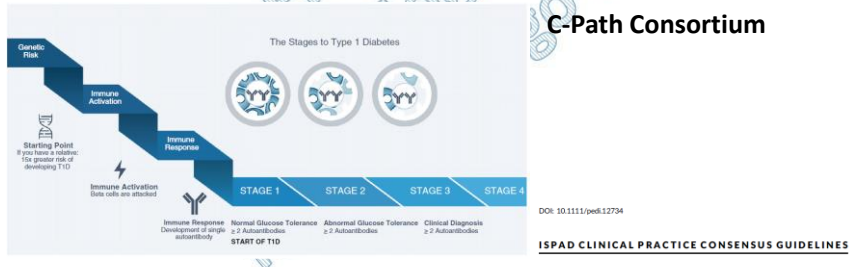 C-Path Consortium
The Stages to Type 1 Diabetes
Genetic
Risk
Immune
Activation
Immune
Response
Starting Point
If you have a relative:
15x greater risk of
developing T1D
Immune Activation
Beta cells are attacked
Immune Response
Development of single
autoantibody
STAGE 1
STAGE 2
STAGE 3
STAGE 4
Normal Glucose Tolerance
≥ 2 Autoantibodies
START OF T1D
Abnormal Glucose Tolerance
≥ 2 Autoantibodies
Clinical Diagnosis
≥ 2 Autoantibodies
DOI: 10.1111/pedi.12734
ISPAD CLINICAL PRACTICE CONSENSUS GUIDELINES